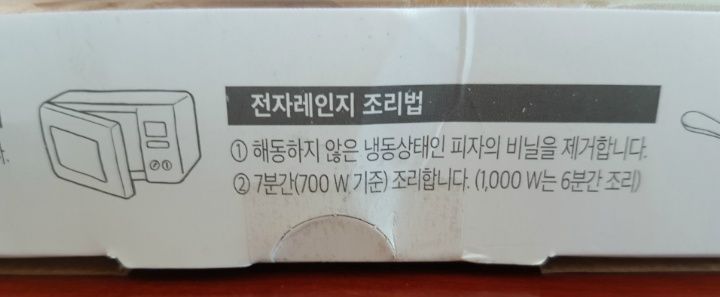 전자레인지 조리법
① 해동하지 않은 냉동상태인 피자의 비닐을 제거합니다.
② 7분간(700 W 기준) 조리합니다. (1,000 W는 6분간 조리)